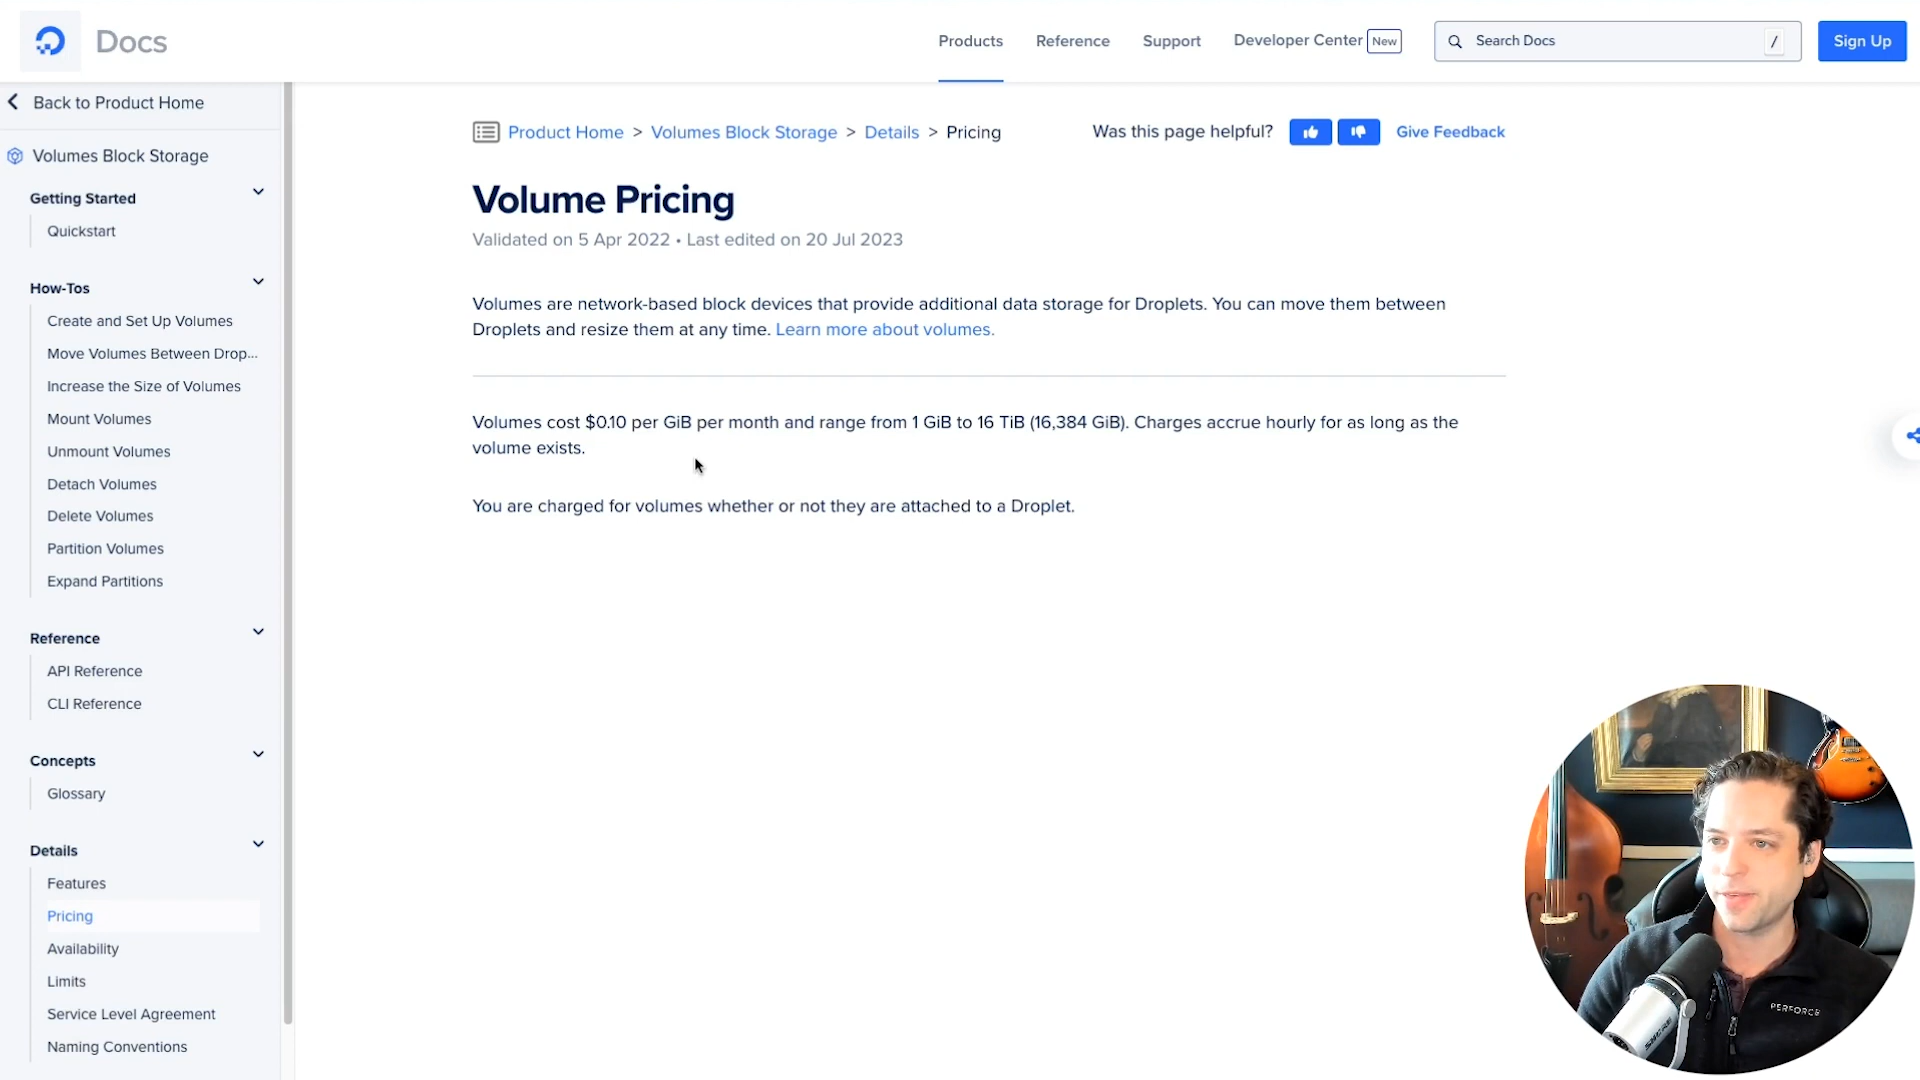 Docs
Products
Reference
Support
Developer Center New
Search Docs /
Sign Up
Back to Product Home
Volumes Block Storage
Getting Started
Quickstart
How-Tos
Create and Set Up Volumes
Move Volumes Between Drop...
Increase the Size of Volumes
Mount Volumes
Unmount Volumes
Detach Volumes
Delete Volumes
Partition Volumes
Expand Partitions
Reference
API Reference
CLI Reference
Concepts
Glossary
Details
Features
Pricing
Availability
Limits
Service Level Agreement
Naming Conventions
Product Home > Volumes Block Storage > Details > Pricing
Was this page helpful?
Give Feedback
Volume Pricing
Validated on 5 Apr 2022 • Last edited on 20 Jul 2023
Volumes are network-based block devices that provide additional data storage for Droplets. You can move them between
Droplets and resize them at any time. Learn more about volumes.
Volumes cost $0.10 per GiB per month and range from 1 GiB to 16 TiB (16,384 GiB). Charges accrue hourly for as long as the
volume exists.
You are charged for volumes whether or not they are attached to a Droplet.
PERFORCE
SHURE